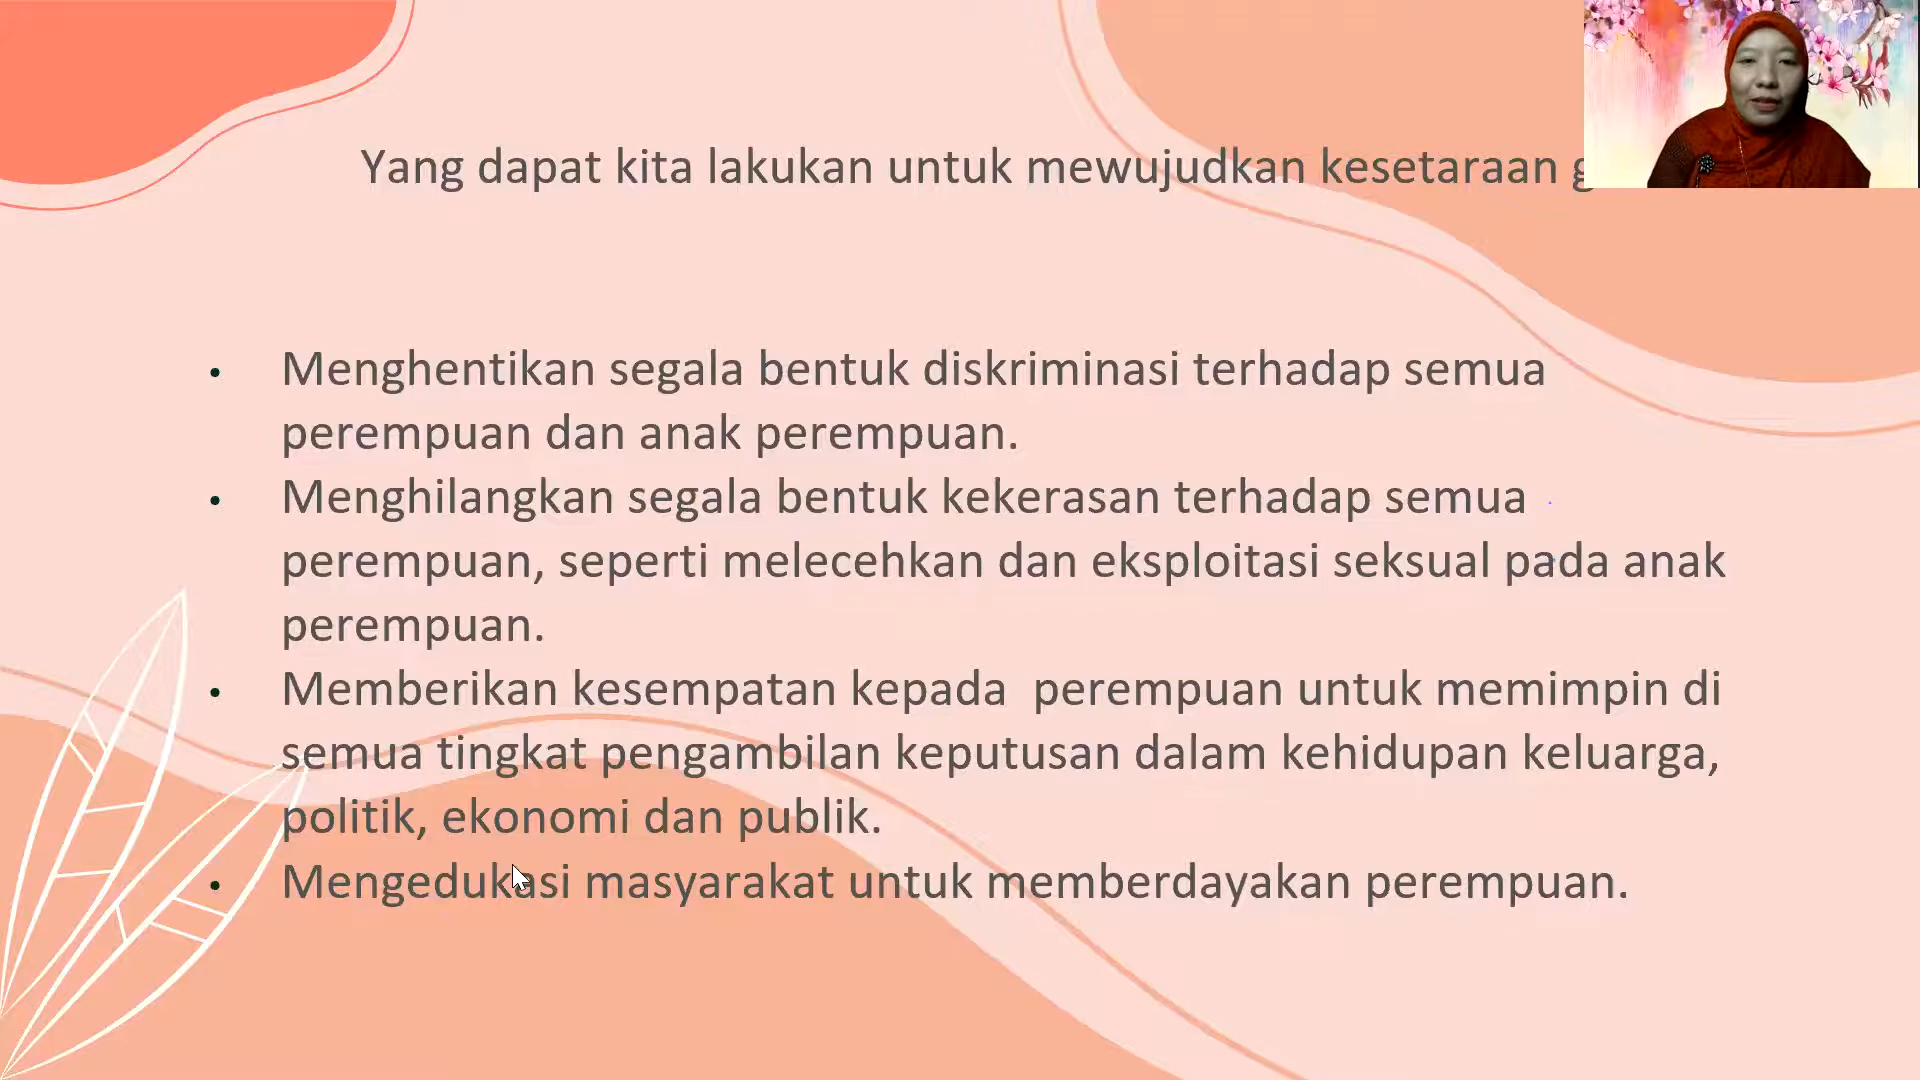 Yang dapat kita lakukan untuk mewujudkan kesetaraan
• Menghentikan segala bentuk diskriminasi terhadap semua
perempuan dan anak perempuan.
• Menghilangkan segala bentuk kekerasan terhadap semua
perempuan, seperti melecehkan dan eksploitasi seksual pada anak
perempuan.
• Memberikan kesempatan kepada  perempuan untuk memimpin di
semua tingkat pengambilan keputusan dalam kehidupan keluarga,
politik, ekonomi dan publik.
• Mengedukasi masyarakat untuk memberdayakan perempuan.